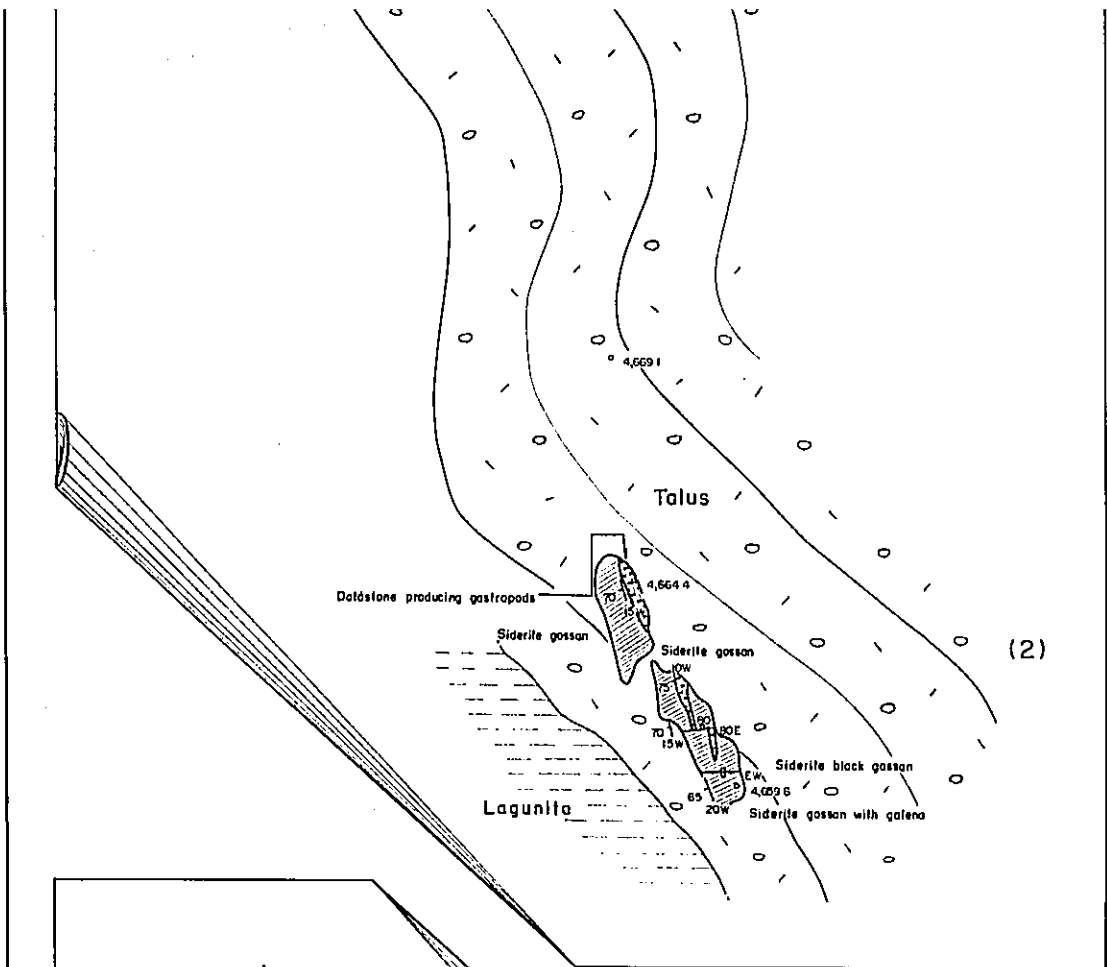 4,669 1
Talus
4,664 4
70
15
Dolostone producing gastropods
Siderite gossan
Siderite gossan
(2)
75
70
15W
80
80E
Siderite black gossan
EW
65
4,659 6
20W
Siderite gossan with galena
Lagunita